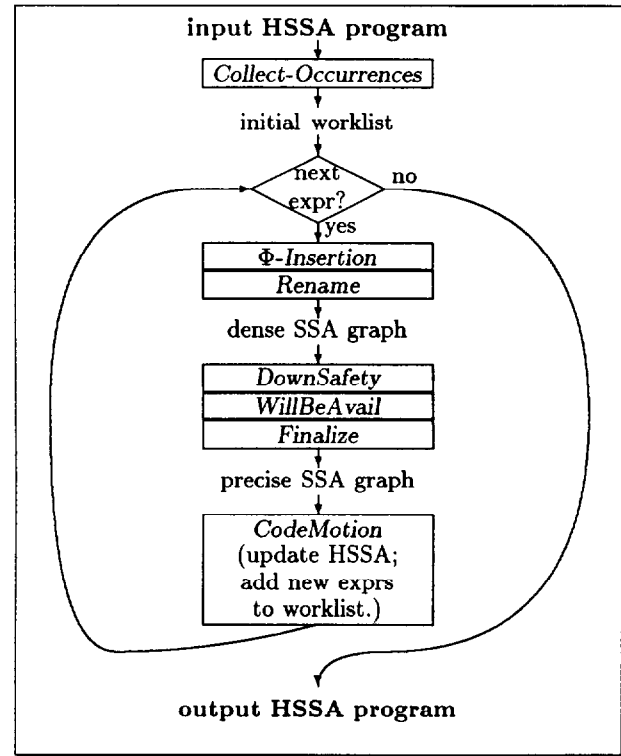 input HSSA program
Collect-Occurrences
initial worklist
next
expr?
no
yes
Φ-Insertion
Rename
dense SSA graph
DownSafety
WillBeAvail
Finalize
precise SSA graph
CodeMotion
(update HSSA;
add new exprs
to worklist.)
output HSSA program